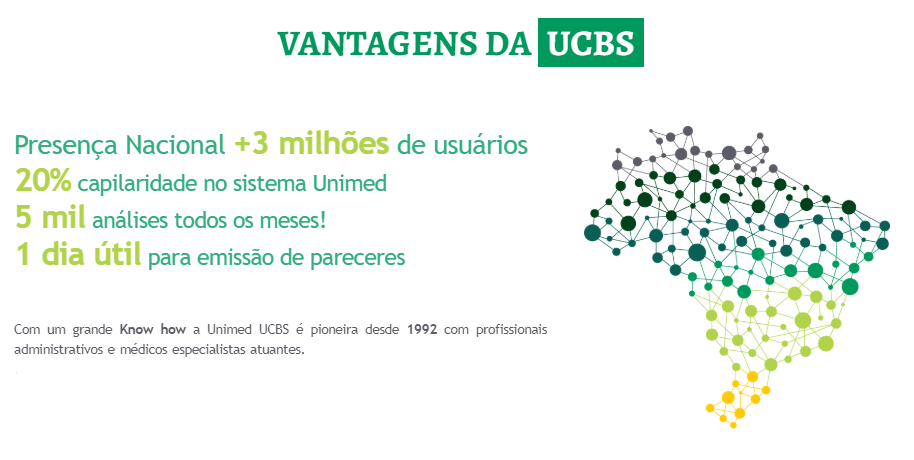 VANTAGENS DA UCBS
Presença Nacional +3 milhões de usuários
20% capilaridade no sistema Unimed
5 mil análises todos os meses!
1 dia útil para emissão de pareceres
Com um grande Know how a Unimed UCBS é pioneira desde 1992 com profissionais
administrativos e médicos especialistas atuantes.